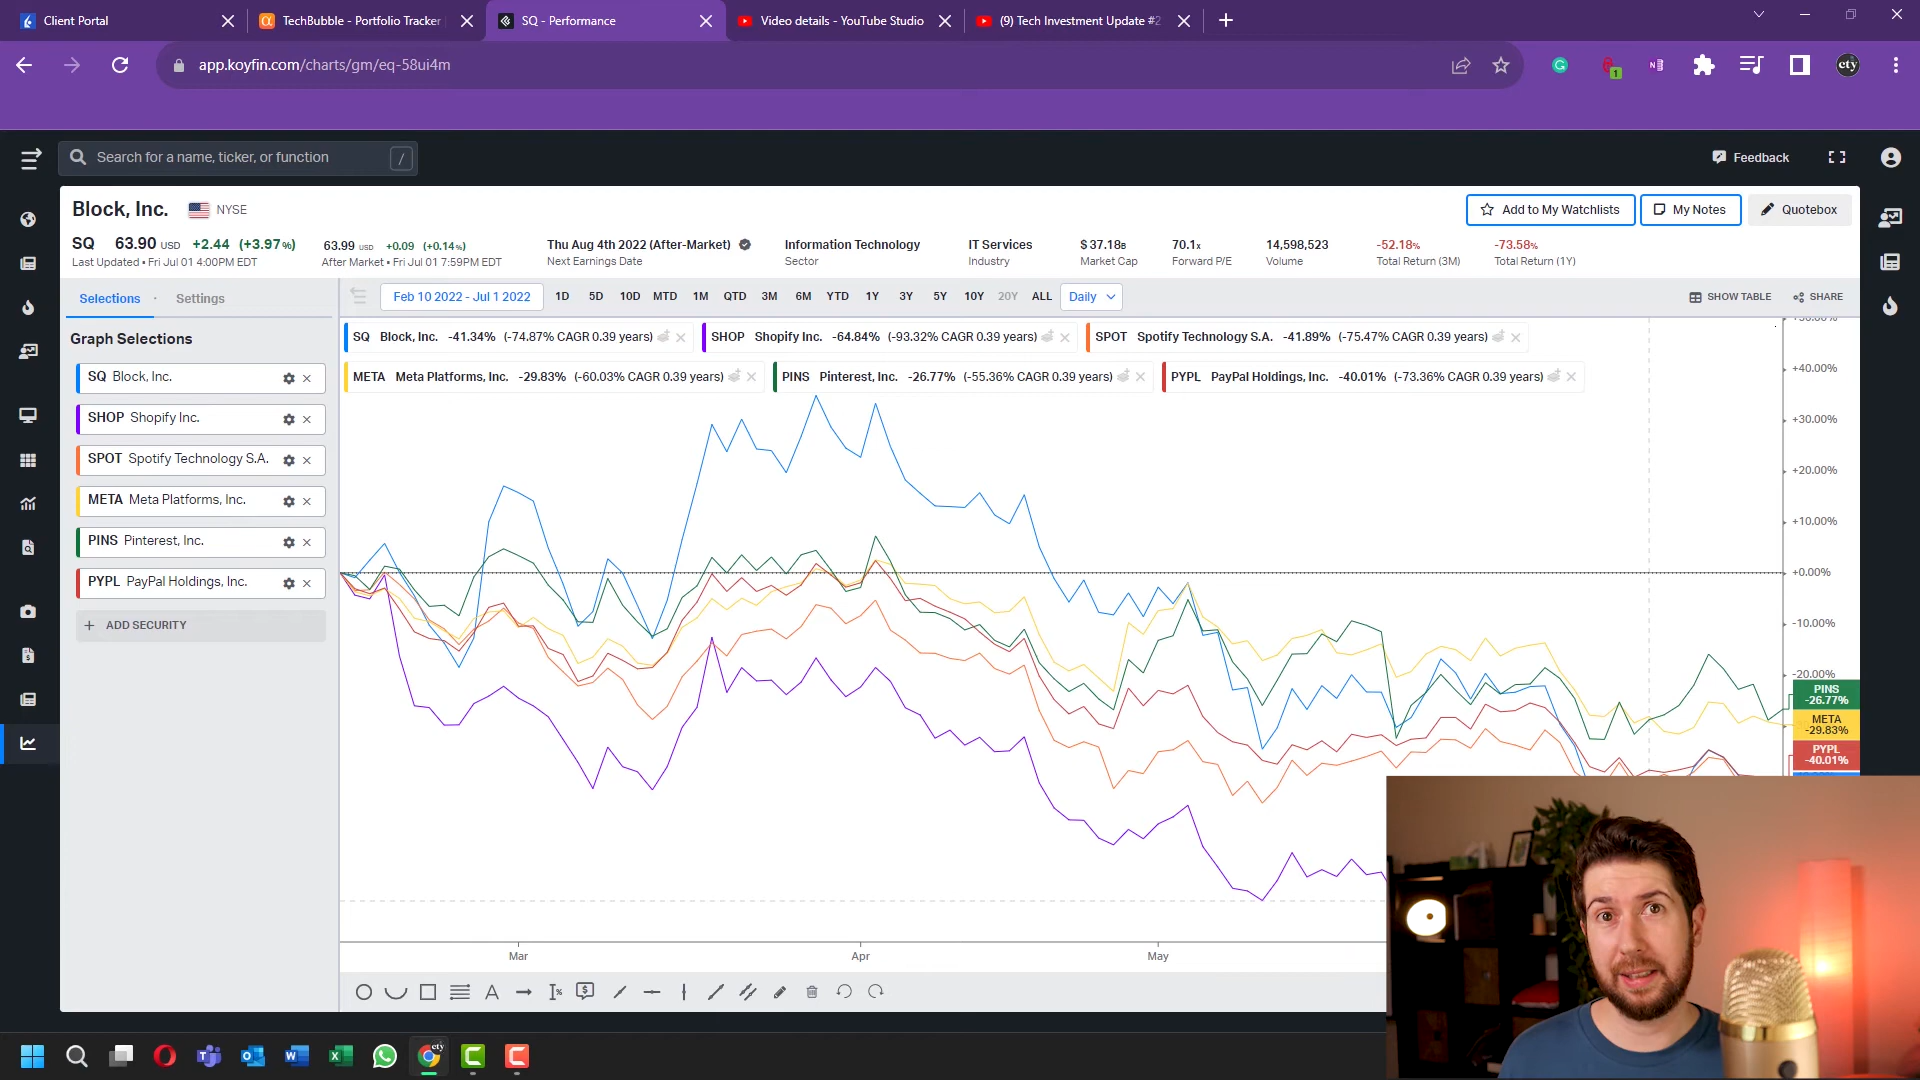 Client Portal
TechBubble - Portfolio Tracker
SQ - Performance
Video details - YouTube Studio
(9) Tech Investment Update #2
app.koyfin.com/charts/gm/eq-58ui4m
1
N
cty
Search for a name, ticker, or function
/
Feedback
Block, Inc. NYSE
Add to My Watchlists
My Notes
Quotebox
SQ 63.90 USD +2.44 (+3.97%)
Last Updated • Fri Jul 01 4:00PM EDT
63.99 USD +0.09 (+0.14%)
After Market • Fri Jul 01 7:59PM EDT
Thu Aug 4th 2022 (After-Market)
Next Earnings Date
Information Technology
Sector
IT Services
Industry
$ 37.18B
Market Cap
70.1x
Forward P/E
14,598,523
Volume
-52.18%
Total Return (3M)
-73.58%
Total Return (1Y)
Selections
Settings
Feb 10 2022 - Jul 1 2022
1D 5D 10D MTD 1M QTD 3M 6M YTD 1Y 3Y 5Y 10Y 20Y ALL
Daily
SHOW TABLE
SHARE
Graph Selections
SQ Block, Inc.
SHOP Shopify Inc.
SPOT Spotify Technology S.A.
META Meta Platforms, Inc.
PINS Pinterest, Inc.
PYPL PayPal Holdings, Inc.
+ ADD SECURITY
SQ Block, Inc. -41.34% (-74.87% CAGR 0.39 years)
SHOP Shopify Inc. -64.84% (-93.32% CAGR 0.39 years)
SPOT Spotify Technology S.A. -41.89% (-75.47% CAGR 0.39 years)
META Meta Platforms, Inc. -29.83% (-60.03% CAGR 0.39 years)
PINS Pinterest, Inc. -26.77% (-55.36% CAGR 0.39 years)
PYPL PayPal Holdings, Inc. -40.01% (-73.36% CAGR 0.39 years)
+40.00%
+30.00%
+20.00%
+10.00%
+0.00%
-10.00%
-20.00%
PINS
-26.77%
META
-29.83%
PYPL
-40.01%
Mar
Apr
May